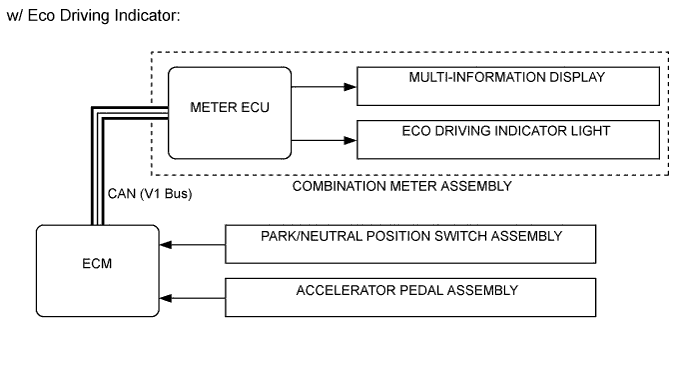 w/ Eco Driving Indicator:
MULTI-INFORMATION DISPLAY
METER ECU
ECO DRIVING INDICATOR LIGHT
COMBINATION METER ASSEMBLY
CAN (V1 Bus)
PARK/NEUTRAL POSITION SWITCH ASSEMBLY
ECM
ACCELERATOR PEDAL ASSEMBLY